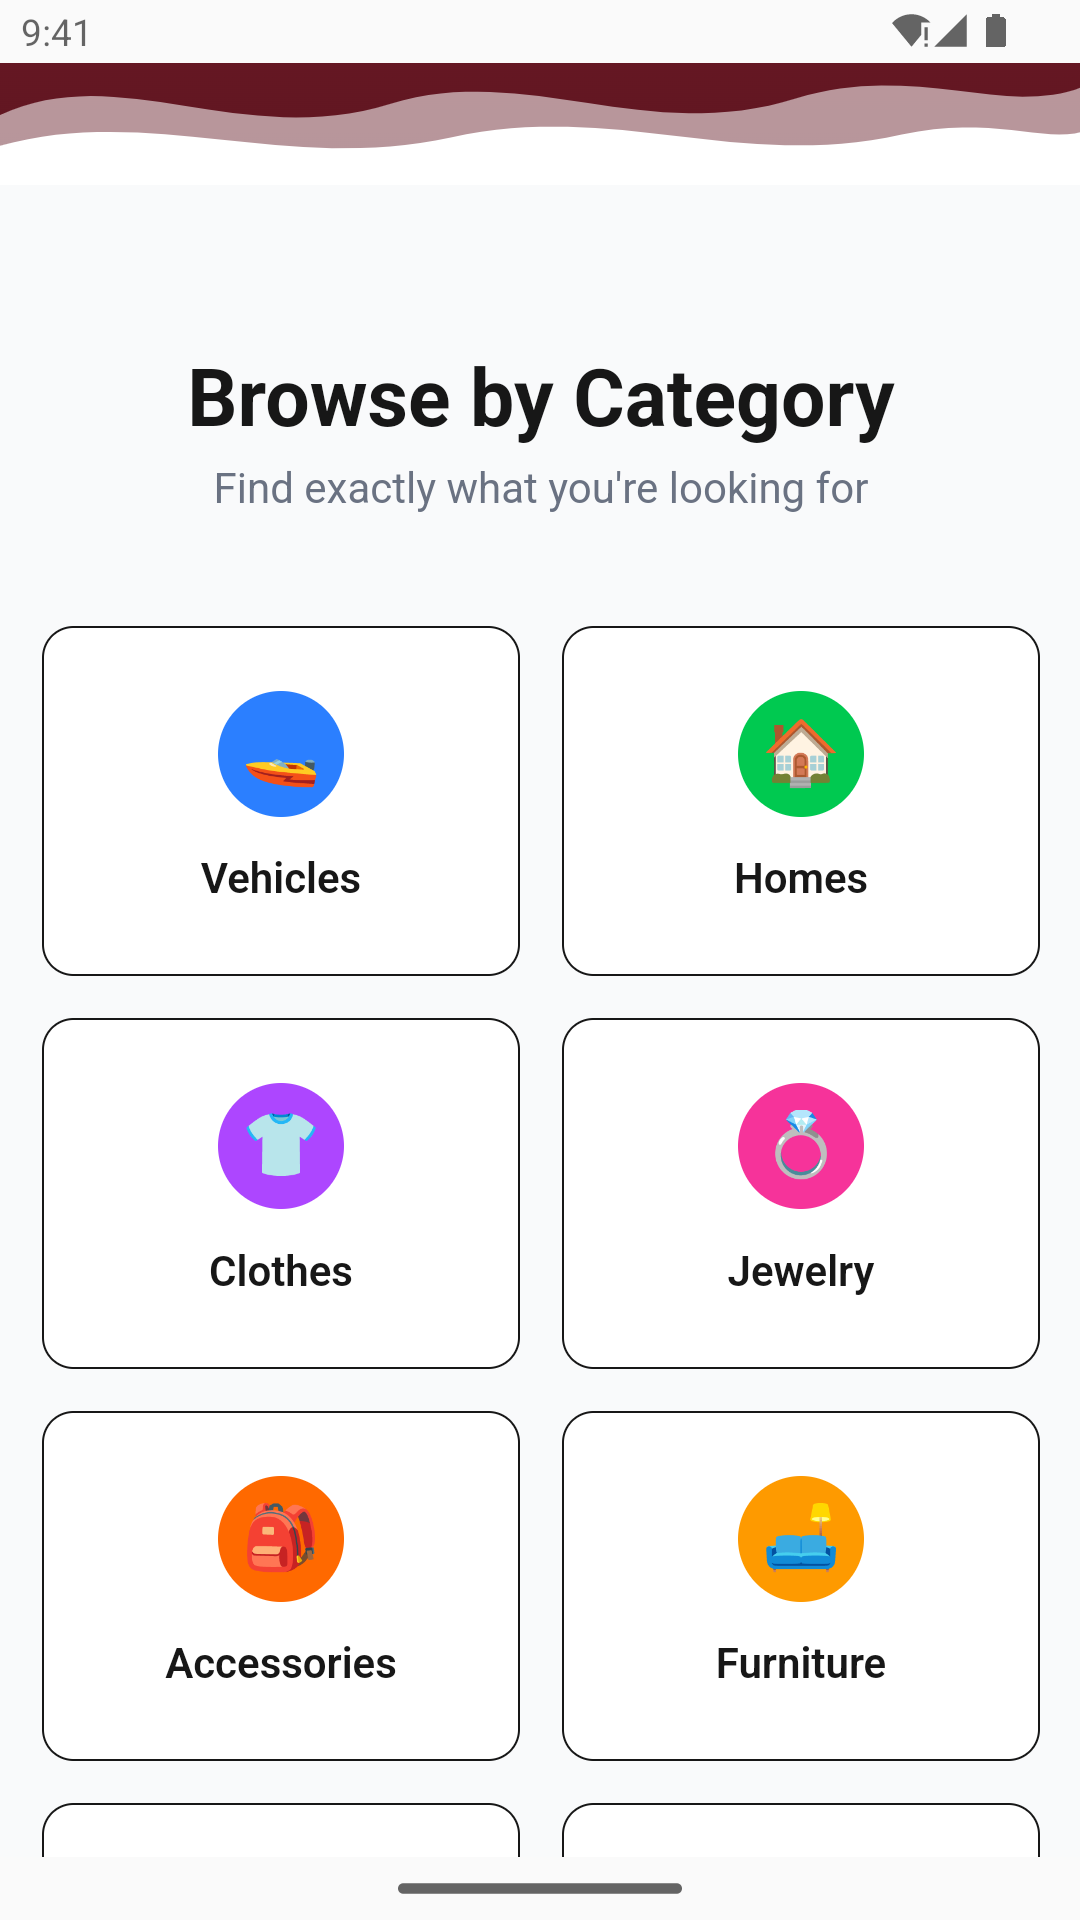 9:41
Browse by Category
Find exactly what you're looking for
Vehicles
Homes
Clothes
Jewelry
Accessories
Furniture